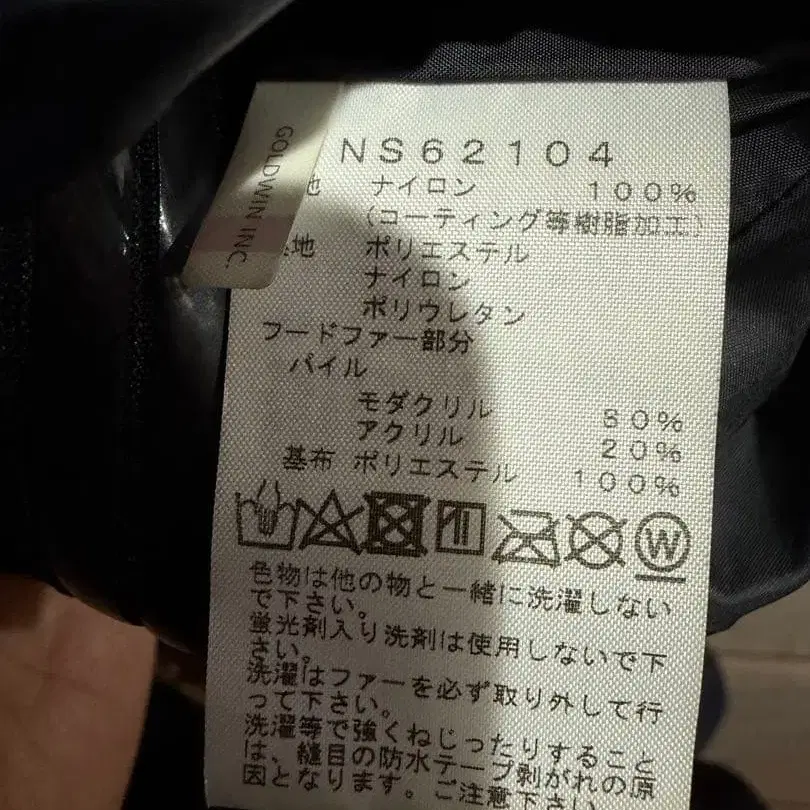 GOLDWIN INC.
NS62104
地 ナイロン 100%
(コーティング等樹脂加工)
地 ポリエステル
ナイロン
ポリウレタン
フードファー部分
パイル
モダクリル 80%
アクリル 20%
基布 ポリエステル 100%
W
色物は他の物と一緒に洗濯しない
で下さい。
蛍光剤入り洗剤は使用しないで下
さい。
洗濯はファーを必ず取り外して行
って下さい。
洗濯等で強くねじったりすること
は、縫目の防水テープ剥がれの原
因となります。ご注意下さい